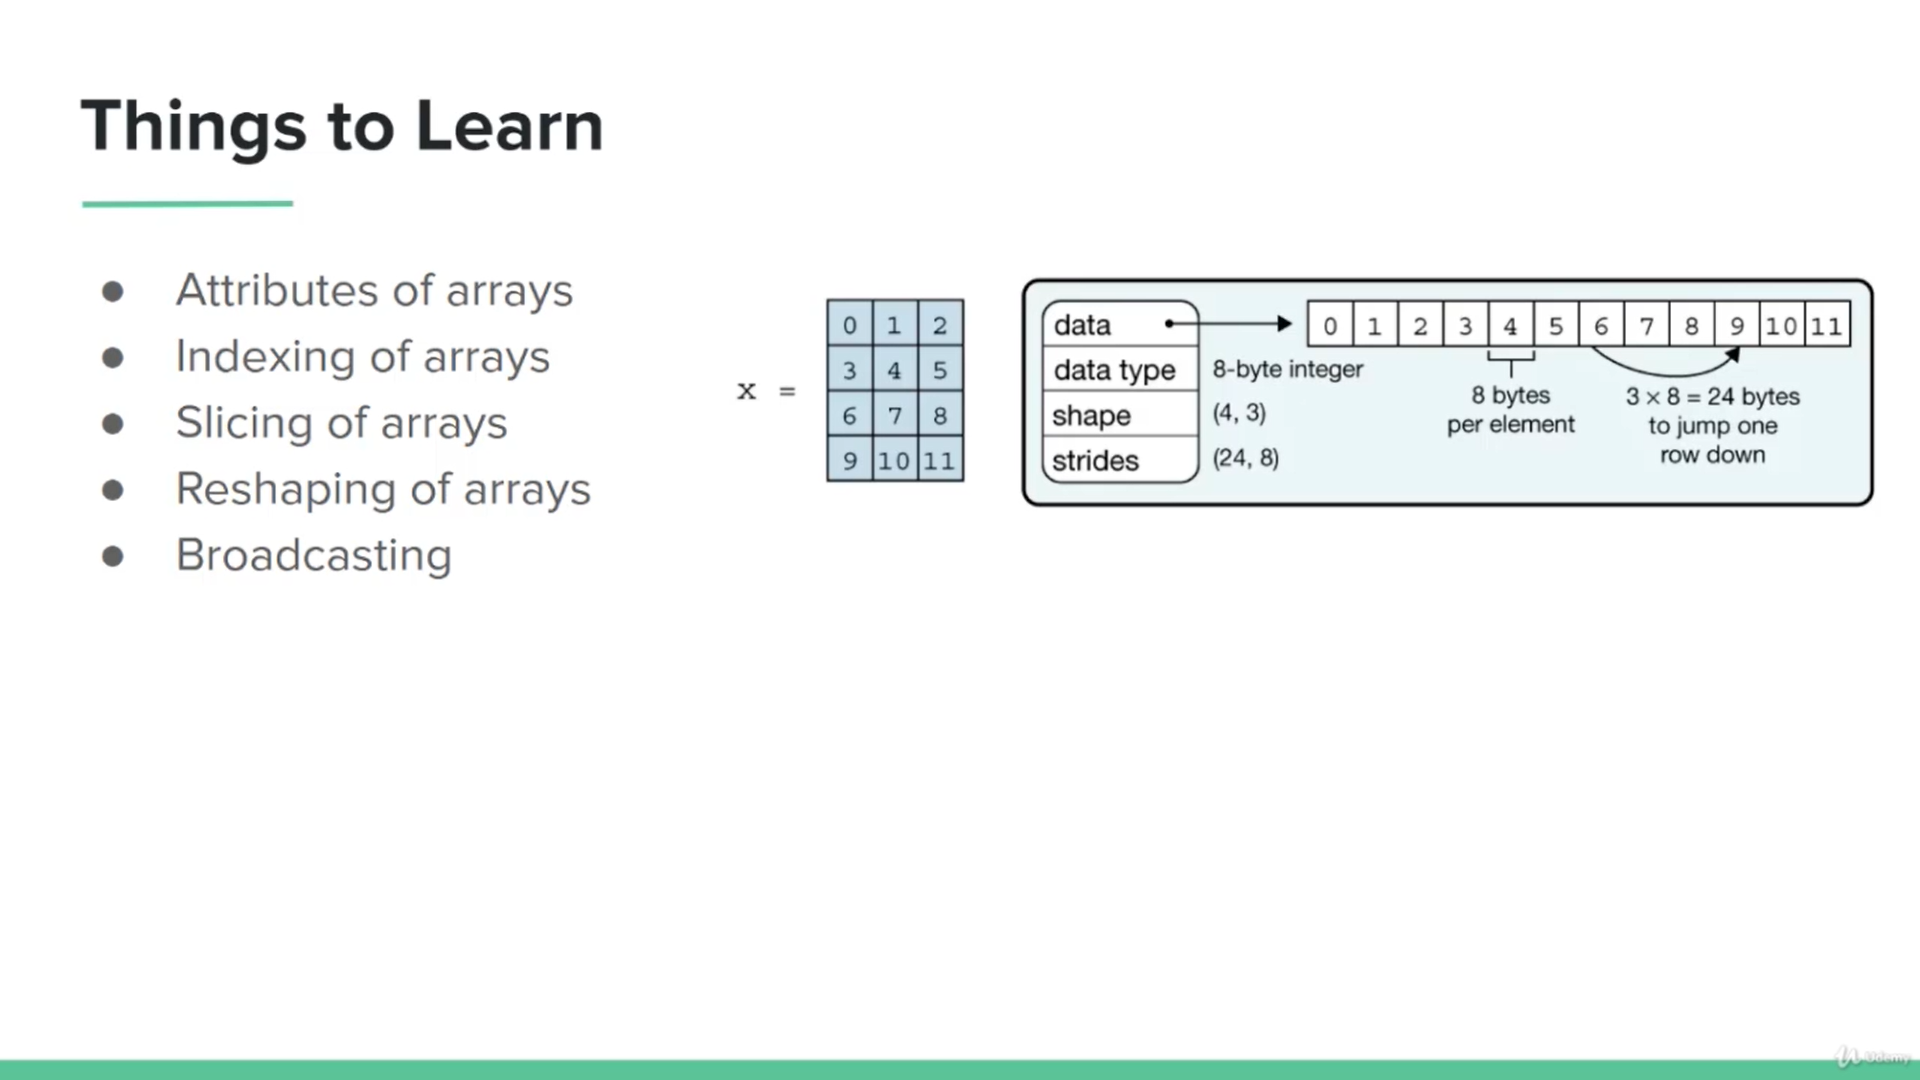 Things to Learn
● Attributes of arrays
● Indexing of arrays
● Slicing of arrays
● Reshaping of arrays
● Broadcasting
x =
0 1 2
3 4 5
6 7 8
9 10 11
data
data type 8-byte integer
shape (4, 3)
strides (24, 8)
0 1 2 3 4 5 6 7 8 9 10 11
8 bytes
per element
3 × 8 = 24 bytes
to jump one
row down
Udemy